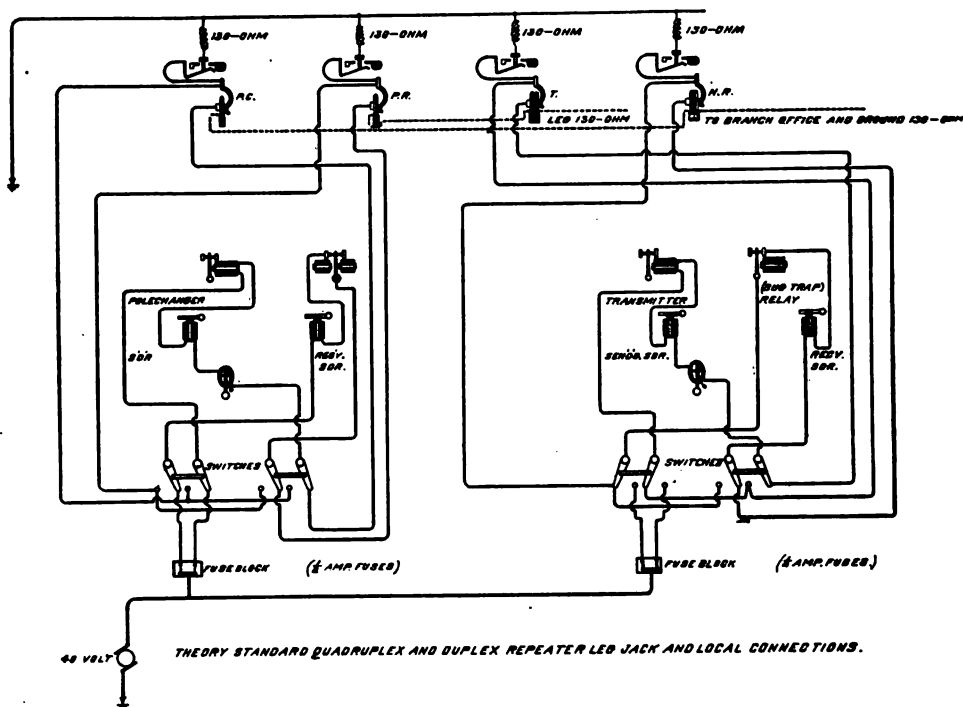 130-OHM 130-OHM 130-OHM 130-OHM
P.C. P.R. T. N.R.
LEG 130-OHM
TO BRANCH OFFICE AND GROUND 130-OHM
POLECHANGER
TRANSMITTER
(BUG TRAP)
RELAY
SDR
RECV.
SDR.
SEND. SDR.
RECV.
SDR.
SWITCHES
SWITCHES
FUSE BLOCK (½ AMP. FUSES)
FUSE BLOCK (½ AMP. FUSES.)
40 VOLT
THEORY STANDARD QUADRUPLEX AND DUPLEX REPEATER LEG JACK AND LOCAL CONNECTIONS.